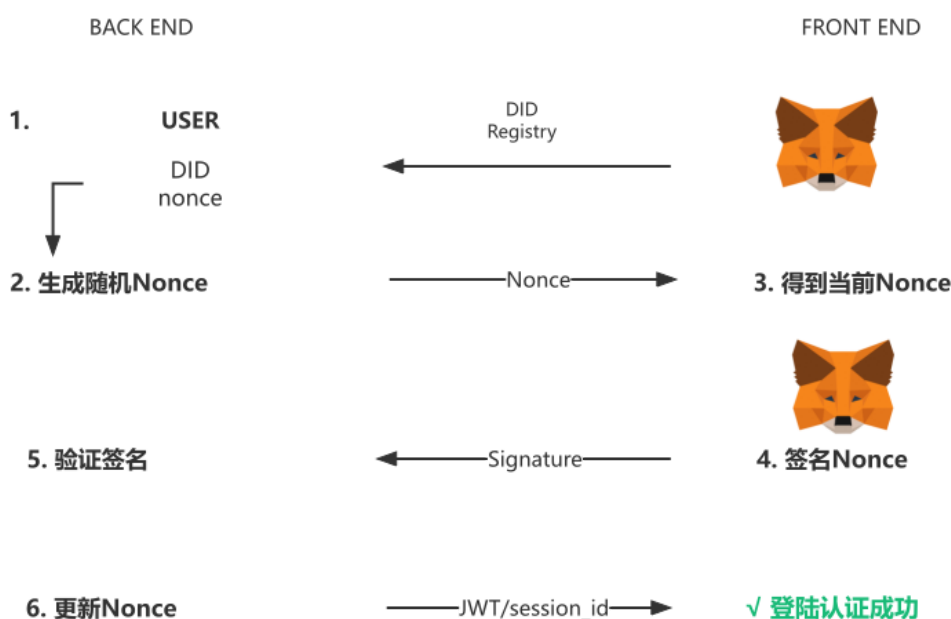 BACK END
FRONT END
1.
USER
DID
Registry
DID
nonce
2. 生成随机Nonce
Nonce
3. 得到当前Nonce
5. 验证签名
Signature
4. 签名Nonce
6. 更新Nonce
JWT/session_id
√ 登陆认证成功